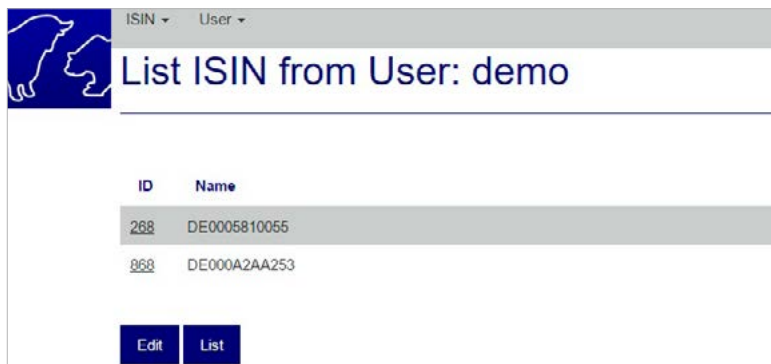 ISIN User
List ISIN from User: demo
ID Name
268 DE0005810055
868 DE000A2AA253
Edit List